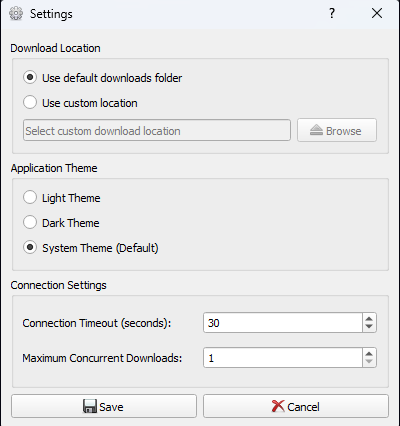 Settings
?
Download Location
Use default downloads folder
Use custom location
Select custom download location
Browse
Application Theme
Light Theme
Dark Theme
System Theme (Default)
Connection Settings
Connection Timeout (seconds):
30
Maximum Concurrent Downloads:
1
Save
Cancel